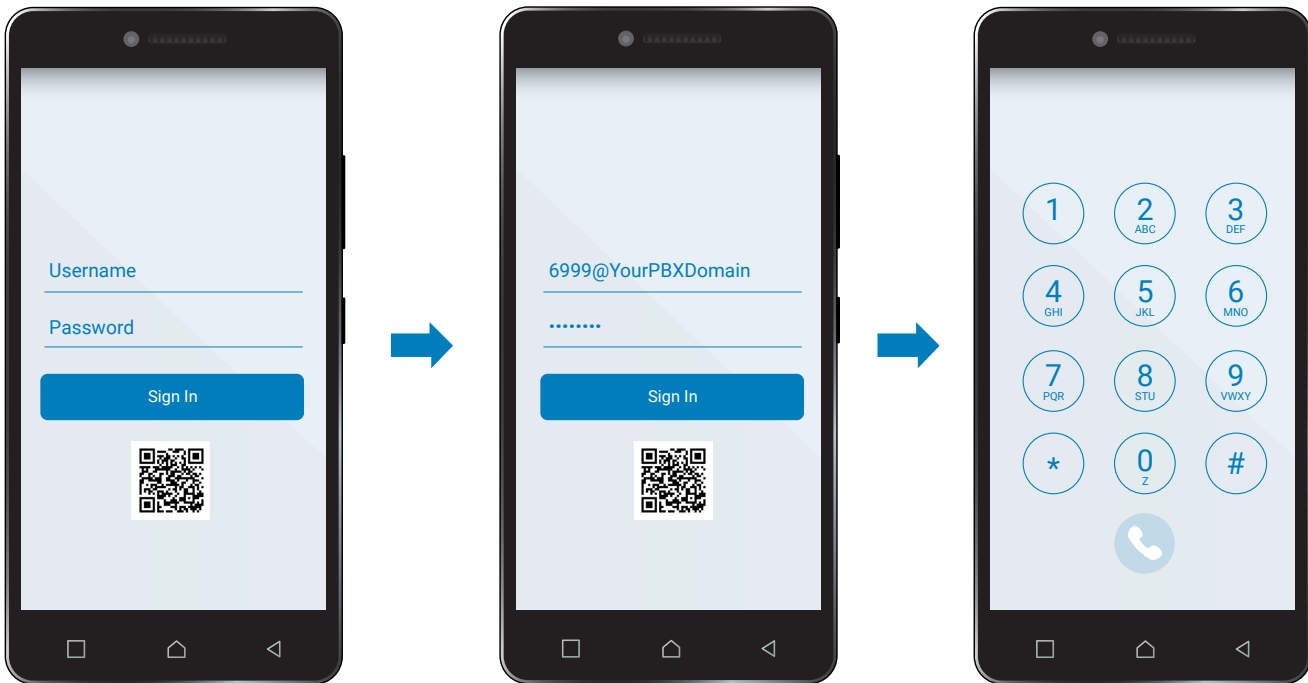 Username
Password
Sign In
6999@YourPBXDomain
••••••••
Sign In
1 2 3
ABC DEF
4 5 6
GHI JKL MNO
7 8 9
PQR STU VWXY
* 0 #
Z